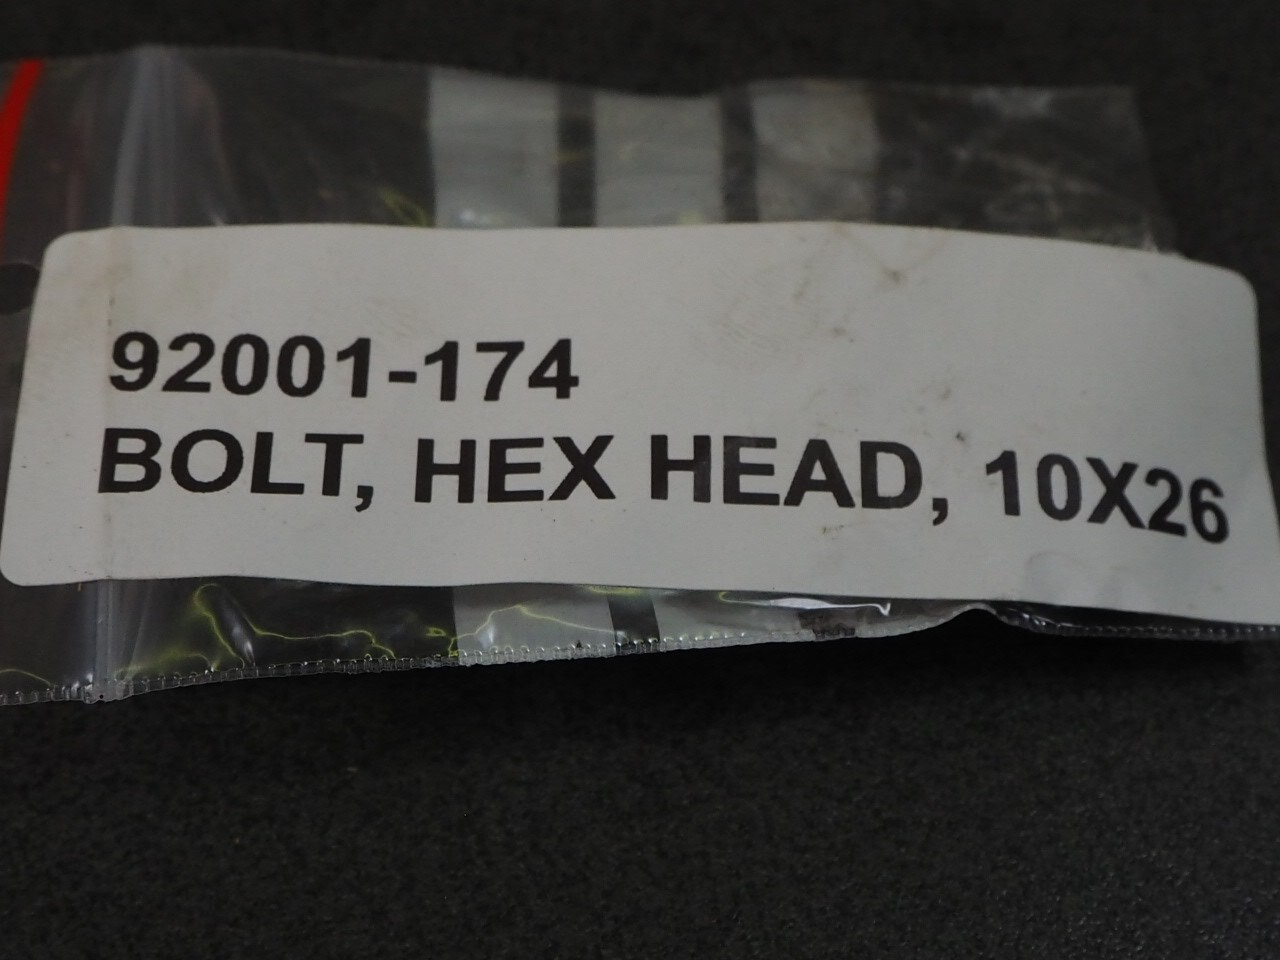 92001-174
BOLT, HEX HEAD, 10X26